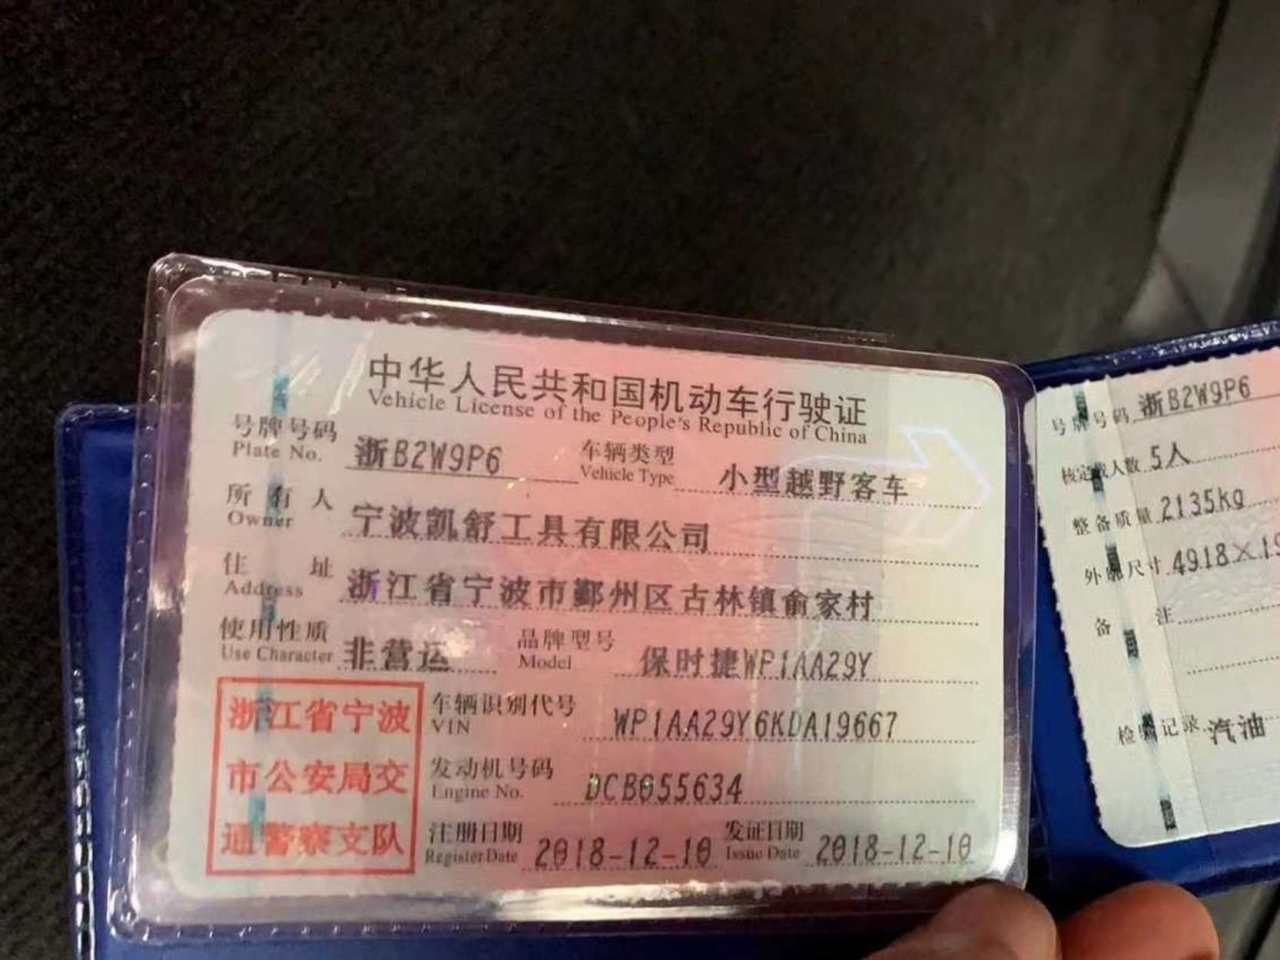 中华人民共和国机动车行驶证
Vehicle License of the People's Republic of China
号牌号码 浙B2W9P6 车辆类型 小型越野客车
Plate No. Vehicle Type
所有人 宁波凯舒工具有限公司
Owner
住址 浙江省宁波市鄞州区古林镇俞家村
Address
使用性质 非营运 品牌型号 保时捷WP1AA29Y
Use Character Model
浙江省宁波
市公安局交
通警察支队
车辆识别代号 WP1AA29Y6KDA19667
VIN
发动机号码 DCB055634
Engine No.
注册日期 2018-12-10 发证日期 2018-12-10
Register Date Issue Date
号牌号码 浙B2W9P6
核定载人数 5人
整备质量 2135kg
外廓尺寸 4918×19
备注
检验记录 汽油